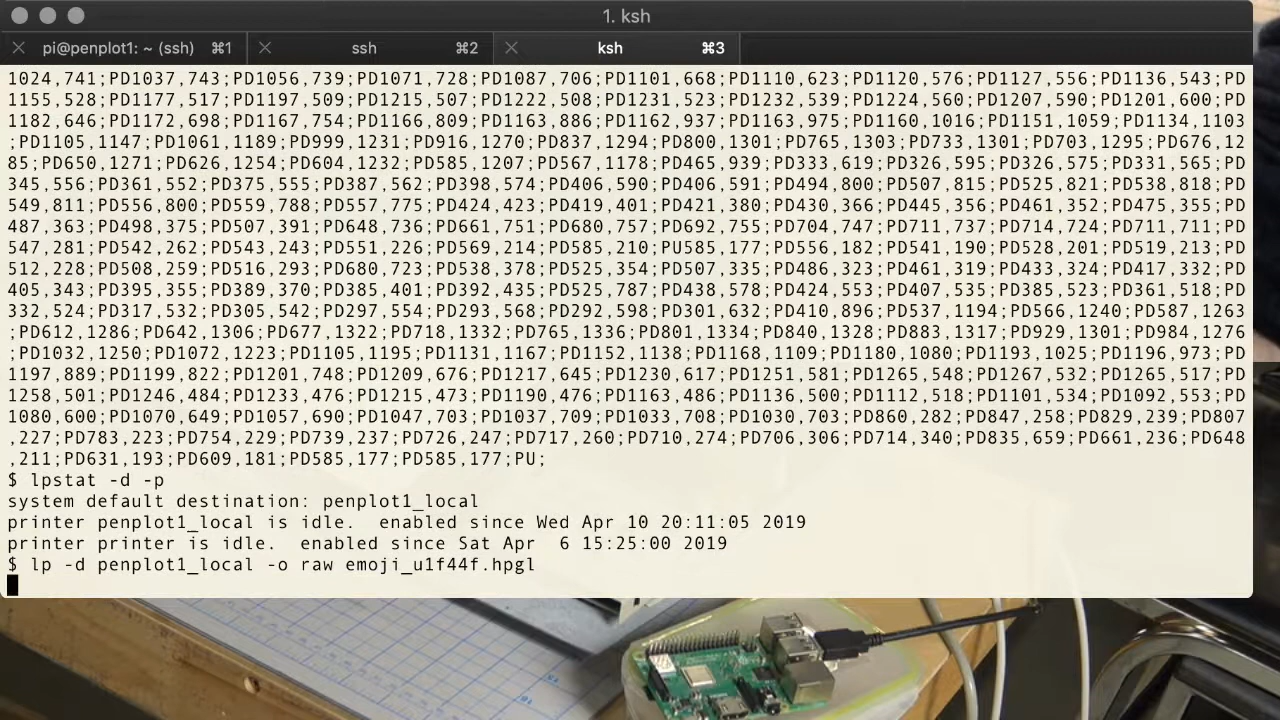 1. ksh
pi@penplot1: ~ (ssh) ⌘1 ssh ⌘2 ksh ⌘3
1024,741;PD1037,743;PD1056,739;PD1071,728;PD1087,706;PD1101,668;PD1110,623;PD1120,576;PD1127,556;PD1136,543;PD
1155,528;PD1177,517;PD1197,509;PD1215,507;PD1222,508;PD1231,523;PD1232,539;PD1224,560;PD1207,590;PD1201,600;PD
1182,646;PD1172,698;PD1167,754;PD1166,809;PD1163,886;PD1162,937;PD1163,975;PD1160,1016;PD1151,1059;PD1134,1103
;PD1105,1147;PD1061,1189;PD999,1231;PD916,1270;PD837,1294;PD800,1301;PD765,1303;PD733,1301;PD703,1295;PD676,12
85;PD650,1271;PD626,1254;PD604,1232;PD585,1207;PD567,1178;PD465,939;PD333,619;PD326,595;PD326,575;PD331,565;PD
345,556;PD361,552;PD375,555;PD387,562;PD398,574;PD406,590;PD406,591;PD494,800;PD507,815;PD525,821;PD538,818;PD
549,811;PD556,800;PD559,788;PD557,775;PD424,423;PD419,401;PD421,380;PD430,366;PD445,356;PD461,352;PD475,355;PD
487,363;PD498,375;PD507,391;PD648,736;PD661,751;PD680,757;PD692,755;PD704,747;PD711,737;PD714,724;PD711,711;PD
547,281;PD542,262;PD543,243;PD551,226;PD569,214;PD585,210;PU585,177;PD556,182;PD541,190;PD528,201;PD519,213;PD
512,228;PD508,259;PD516,293;PD680,723;PD538,378;PD525,354;PD507,335;PD486,323;PD461,319;PD433,324;PD417,332;PD
405,343;PD395,355;PD389,370;PD385,401;PD392,435;PD525,787;PD438,578;PD424,553;PD407,535;PD385,523;PD361,518;PD
332,524;PD317,532;PD305,542;PD297,554;PD293,568;PD292,598;PD301,632;PD410,896;PD537,1194;PD566,1240;PD587,1263
;PD612,1286;PD642,1306;PD677,1322;PD718,1332;PD765,1336;PD801,1334;PD840,1328;PD883,1317;PD929,1301;PD984,1276
;PD1032,1250;PD1072,1223;PD1105,1195;PD1131,1167;PD1152,1138;PD1168,1109;PD1180,1080;PD1193,1025;PD1196,973;PD
1197,889;PD1199,822;PD1201,748;PD1209,676;PD1217,645;PD1230,617;PD1251,581;PD1265,548;PD1267,532;PD1265,517;PD
1258,501;PD1246,484;PD1233,476;PD1215,473;PD1190,476;PD1163,486;PD1136,500;PD1112,518;PD1101,534;PD1092,553;PD
1080,600;PD1070,649;PD1057,690;PD1047,703;PD1037,709;PD1033,708;PD1030,703;PD860,282;PD847,258;PD829,239;PD807
,227;PD783,223;PD754,229;PD739,237;PD726,247;PD717,260;PD710,274;PD706,306;PD714,340;PD835,659;PD661,236;PD648
,211;PD631,193;PD609,181;PD585,177;PD585,177;PU;
$ lpstat -d -p
system default destination: penplot1_local
printer penplot1_local is idle.  enabled since Wed Apr 10 20:11:05 2019
printer printer is idle.  enabled since Sat Apr  6 15:25:00 2019
$ lp -d penplot1_local -o raw emoji_u1f44f.hpgl